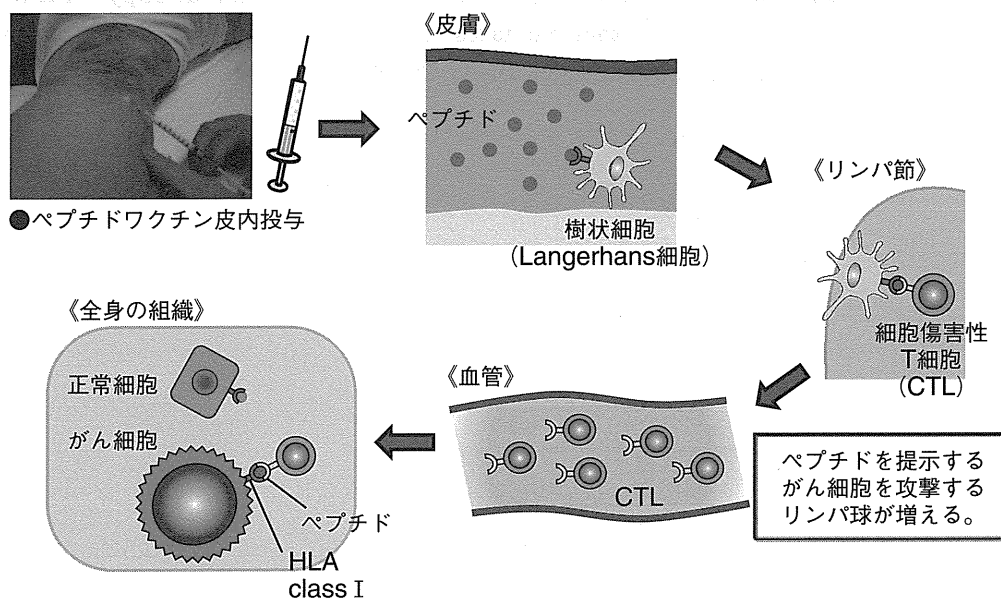 ●ペプチドワクチン皮内投与
《皮膚》
ペプチド
樹状細胞
(Langerhans細胞)
《リンパ節》
細胞傷害性
T細胞
(CTL)
ペプチドを提示する
がん細胞を攻撃する
リンパ球が増える。
《血管》
CTL
《全身の組織》
正常細胞
がん細胞
ペプチド
HLA
class I